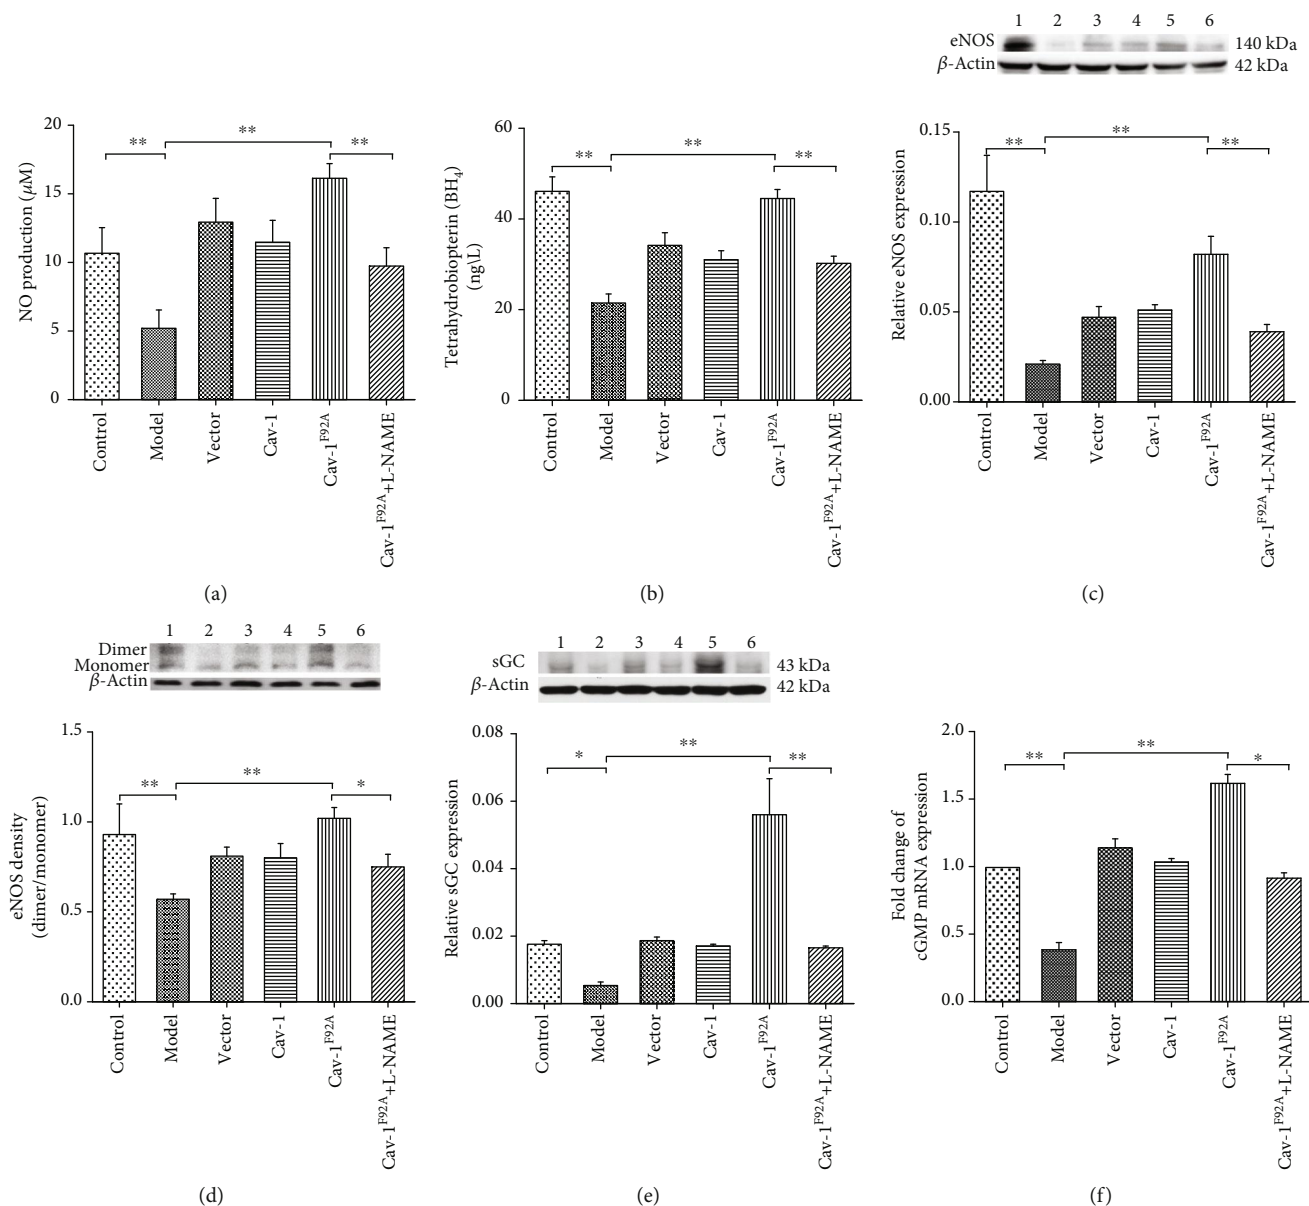 1 2 3 4 5 6
eNOS 140 kDa
β-Actin 42 kDa
NO production (μM)
20
15
10
5
0
** ** **
Control
Model
Vector
Cav-1
Cav-1F92A
Cav-1F92A+L-NAME
(a)
Tetrahydrobiopterin (BH4)
(ng\L)
60
40
20
0
** ** **
Control
Model
Vector
Cav-1
Cav-1F92A
Cav-1F92A+L-NAME
(b)
Relative eNOS expression
0.15
0.10
0.05
0.00
** ** **
Control
Model
Vector
Cav-1
Cav-1F92A
Cav-1F92A+L-NAME
(c)
1 2 3 4 5 6
Dimer
Monomer
β-Actin
eNOS density
(dimer/monomer)
1.5
1.0
0.5
0.0
** ** *
Control
Model
Vector
Cav-1
Cav-1F92A
Cav-1F92A+L-NAME
(d)
1 2 3 4 5 6
sGC 43 kDa
β-Actin 42 kDa
Relative sGC expression
0.08
0.06
0.04
0.02
0.00
* ** **
Control
Model
Vector
Cav-1
Cav-1F92A
Cav-1F92A+L-NAME
(e)
Fold change of
cGMP mRNA expression
2.0
1.5
1.0
0.5
0.0
** ** *
Control
Model
Vector
Cav-1
Cav-1F92A
Cav-1F92A+L-NAME
(f)